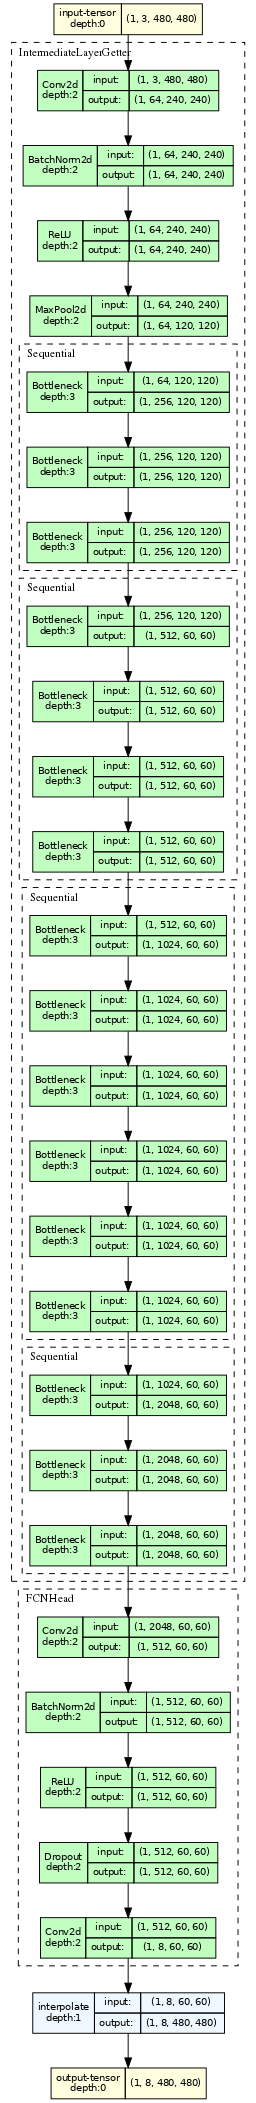 input-tensor
depth:0
(1, 3, 480, 480)
IntermediateLayerGetter
Conv2d
depth:2
input:
(1, 3, 480, 480)
output:
(1, 64, 240, 240)
BatchNorm2d
depth:2
input:
(1, 64, 240, 240)
output:
(1, 64, 240, 240)
ReLU
depth:2
input:
(1, 64, 240, 240)
output:
(1, 64, 240, 240)
MaxPool2d
depth:2
input:
(1, 64, 240, 240)
output:
(1, 64, 120, 120)
Sequential
Bottleneck
depth:3
input:
(1, 64, 120, 120)
output:
(1, 256, 120, 120)
Bottleneck
depth:3
input:
(1, 256, 120, 120)
output:
(1, 256, 120, 120)
Bottleneck
depth:3
input:
(1, 256, 120, 120)
output:
(1, 256, 120, 120)
Sequential
Bottleneck
depth:3
input:
(1, 256, 120, 120)
output:
(1, 512, 60, 60)
Bottleneck
depth:3
input:
(1, 512, 60, 60)
output:
(1, 512, 60, 60)
Bottleneck
depth:3
input:
(1, 512, 60, 60)
output:
(1, 512, 60, 60)
Bottleneck
depth:3
input:
(1, 512, 60, 60)
output:
(1, 512, 60, 60)
Sequential
Bottleneck
depth:3
input:
(1, 512, 60, 60)
output:
(1, 1024, 60, 60)
Bottleneck
depth:3
input:
(1, 1024, 60, 60)
output:
(1, 1024, 60, 60)
Bottleneck
depth:3
input:
(1, 1024, 60, 60)
output:
(1, 1024, 60, 60)
Bottleneck
depth:3
input:
(1, 1024, 60, 60)
output:
(1, 1024, 60, 60)
Bottleneck
depth:3
input:
(1, 1024, 60, 60)
output:
(1, 1024, 60, 60)
Bottleneck
depth:3
input:
(1, 1024, 60, 60)
output:
(1, 1024, 60, 60)
Sequential
Bottleneck
depth:3
input:
(1, 1024, 60, 60)
output:
(1, 2048, 60, 60)
Bottleneck
depth:3
input:
(1, 2048, 60, 60)
output:
(1, 2048, 60, 60)
Bottleneck
depth:3
input:
(1, 2048, 60, 60)
output:
(1, 2048, 60, 60)
FCNHead
Conv2d
depth:2
input:
(1, 2048, 60, 60)
output:
(1, 512, 60, 60)
BatchNorm2d
depth:2
input:
(1, 512, 60, 60)
output:
(1, 512, 60, 60)
ReLU
depth:2
input:
(1, 512, 60, 60)
output:
(1, 512, 60, 60)
Dropout
depth:2
input:
(1, 512, 60, 60)
output:
(1, 512, 60, 60)
Conv2d
depth:2
input:
(1, 512, 60, 60)
output:
(1, 8, 60, 60)
interpolate
depth:1
input:
(1, 8, 60, 60)
output:
(1, 8, 480, 480)
output-tensor
depth:0
(1, 8, 480, 480)